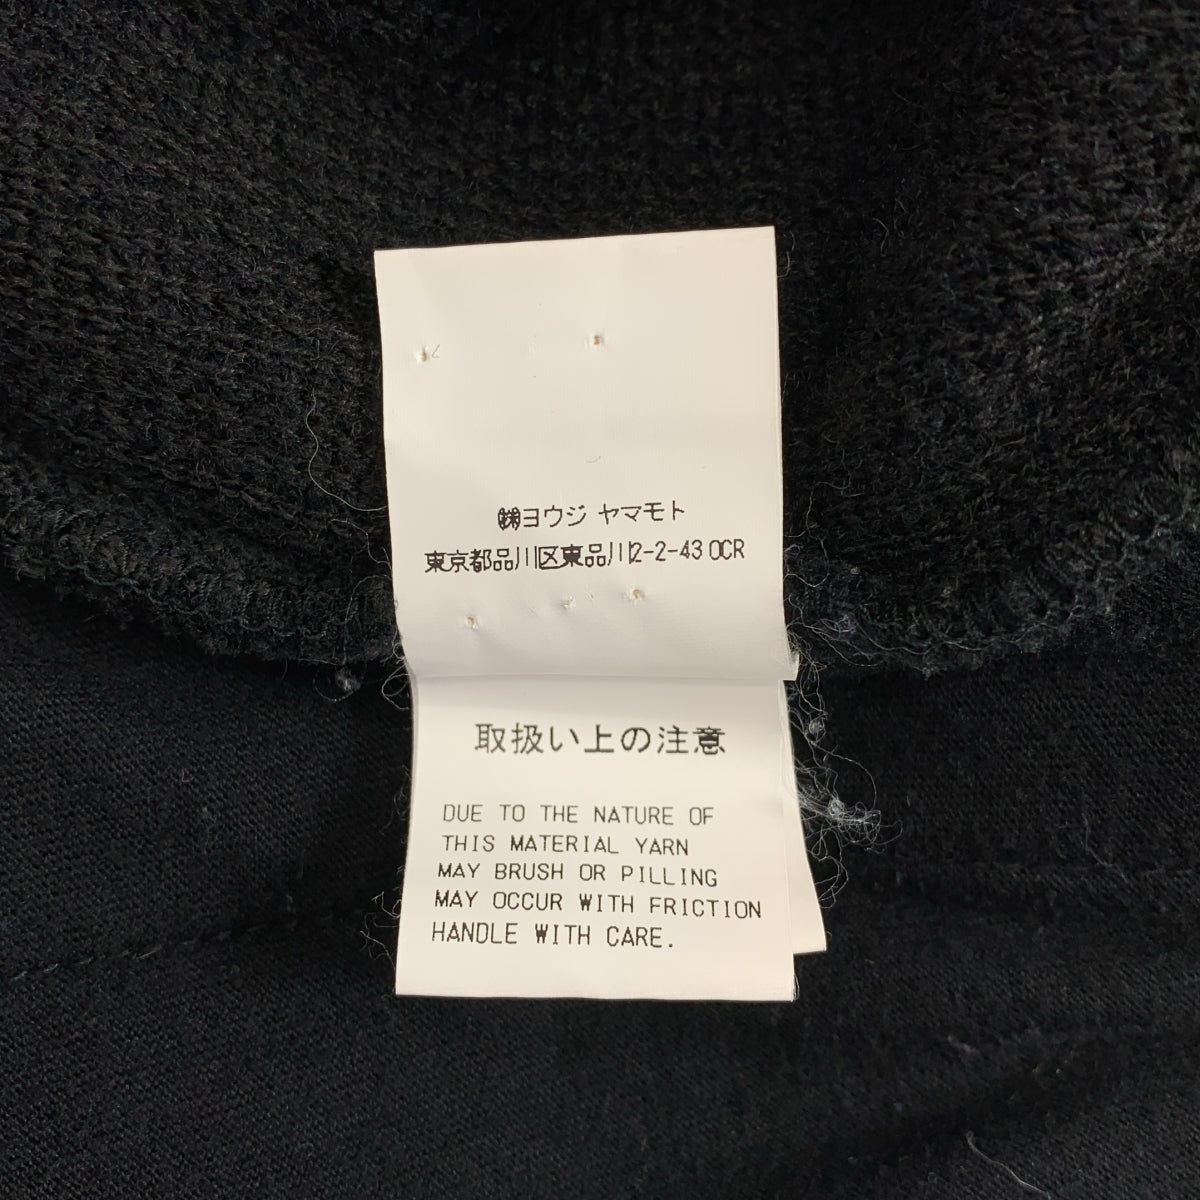 ㈱ヨウジ ヤマモト
東京都品川区東品川2-2-43 OCR
取扱い上の注意
DUE TO THE NATURE OF
THIS MATERIAL YARN
MAY BRUSH OR PILLING
MAY OCCUR WITH FRICTION
HANDLE WITH CARE.